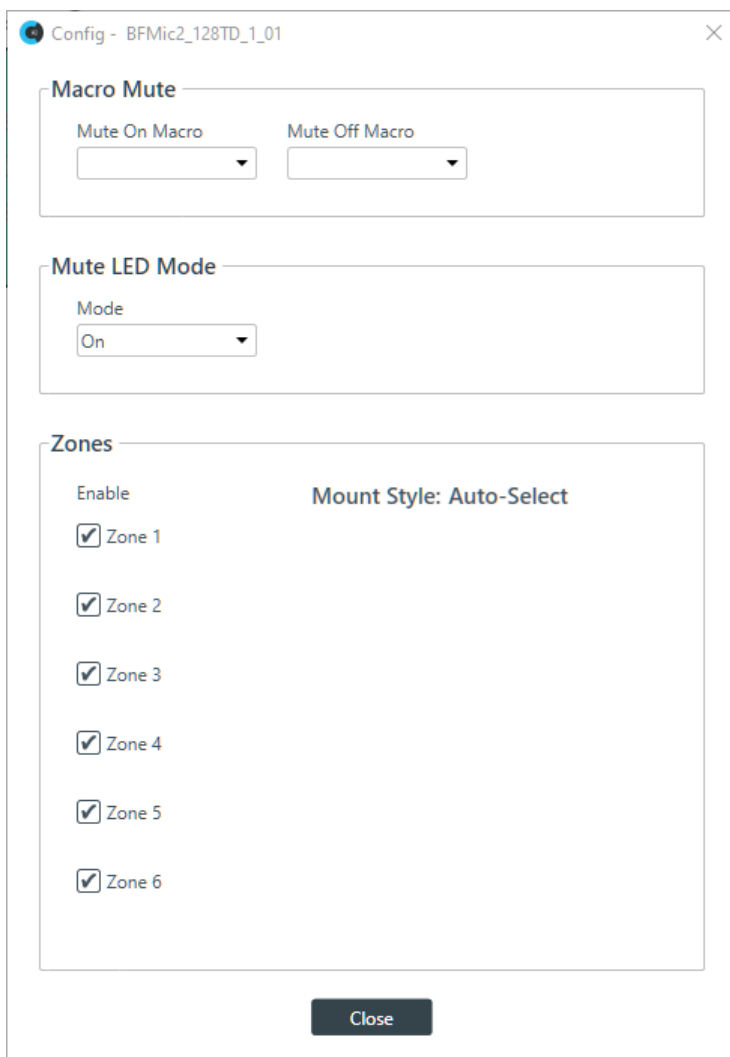 Config - BFMic2_128TD_1_01
Macro Mute
Mute On Macro Mute Off Macro
Mute LED Mode
Mode
On
Zones
Enable Mount Style: Auto-Select
Zone 1
Zone 2
Zone 3
Zone 4
Zone 5
Zone 6
Close